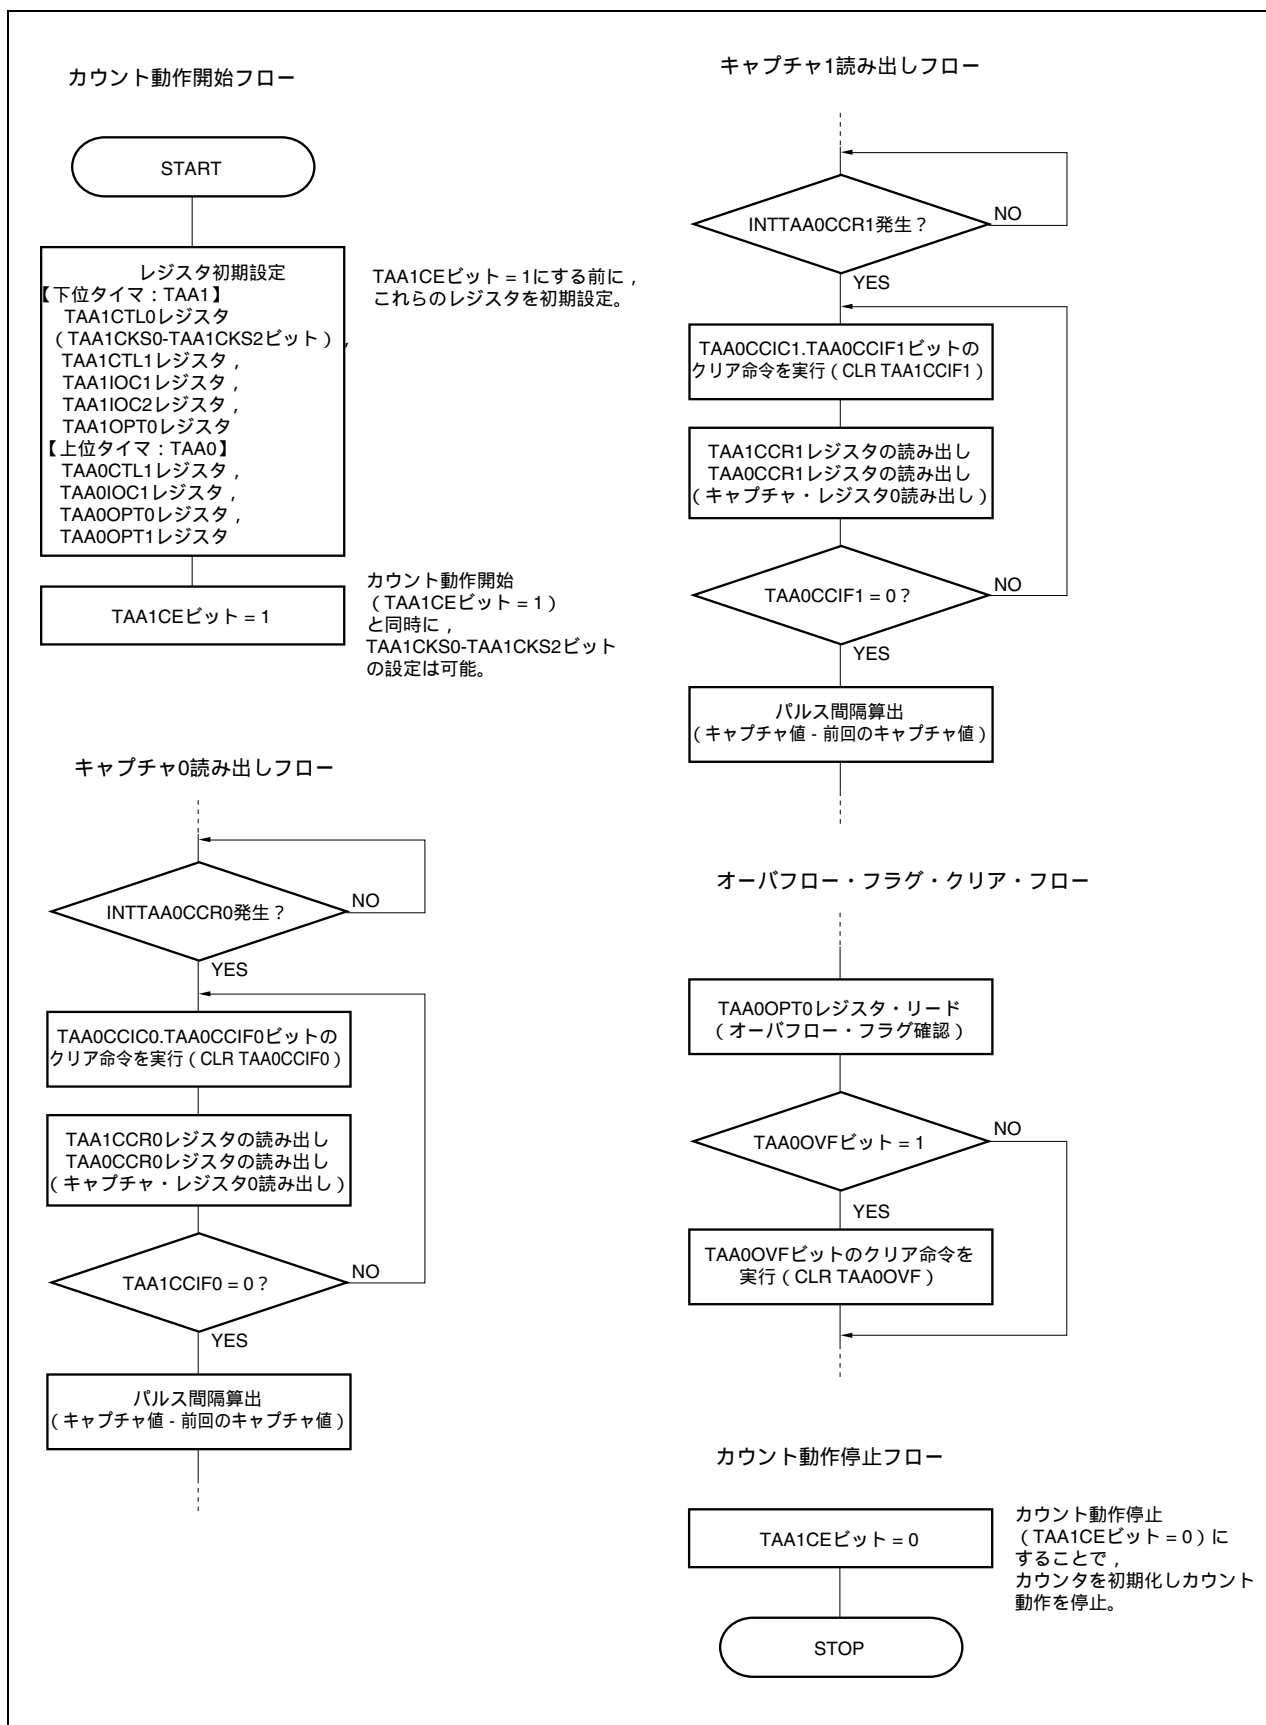 カウント動作開始フロー
START
レジスタ初期設定
【下位タイマ：TAA1】
TAA1CTL0レジスタ
（TAA1CKS0-TAA1CKS2ビット），
TAA1CTL1レジスタ，
TAA1IOC1レジスタ，
TAA1IOC2レジスタ，
TAA1OPT0レジスタ
【上位タイマ：TAA0】
TAA0CTL1レジスタ，
TAA0IOC1レジスタ，
TAA0OPT0レジスタ，
TAA0OPT1レジスタ
TAA1CEビット = 1にする前に，
これらのレジスタを初期設定。
TAA1CEビット = 1
カウント動作開始
（TAA1CEビット = 1）
と同時に，
TAA1CKS0-TAA1CKS2ビット
の設定は可能。
キャプチャ0読み出しフロー
INTTAA0CCR0発生？
NO
YES
TAA0CCIC0.TAA0CCIF0ビットの
クリア命令を実行（CLR TAA0CCIF0）
TAA1CCR0レジスタの読み出し
TAA0CCR0レジスタの読み出し
（キャプチャ・レジスタ0読み出し）
TAA1CCIF0 = 0？
NO
YES
パルス間隔算出
（キャプチャ値 - 前回のキャプチャ値）
キャプチャ1読み出しフロー
INTTAA0CCR1発生？
NO
YES
TAA0CCIC1.TAA0CCIF1ビットの
クリア命令を実行（CLR TAA1CCIF1）
TAA1CCR1レジスタの読み出し
TAA0CCR1レジスタの読み出し
（キャプチャ・レジスタ0読み出し）
TAA0CCIF1 = 0？
NO
YES
パルス間隔算出
（キャプチャ値 - 前回のキャプチャ値）
オーバフロー・フラグ・クリア・フロー
TAA0OPT0レジスタ・リード
（オーバフロー・フラグ確認）
TAA0OVFビット = 1
NO
YES
TAA0OVFビットのクリア命令を
実行（CLR TAA0OVF）
カウント動作停止フロー
TAA1CEビット = 0
カウント動作停止
（TAA1CEビット = 0）に
することで，
カウンタを初期化しカウント
動作を停止。
STOP